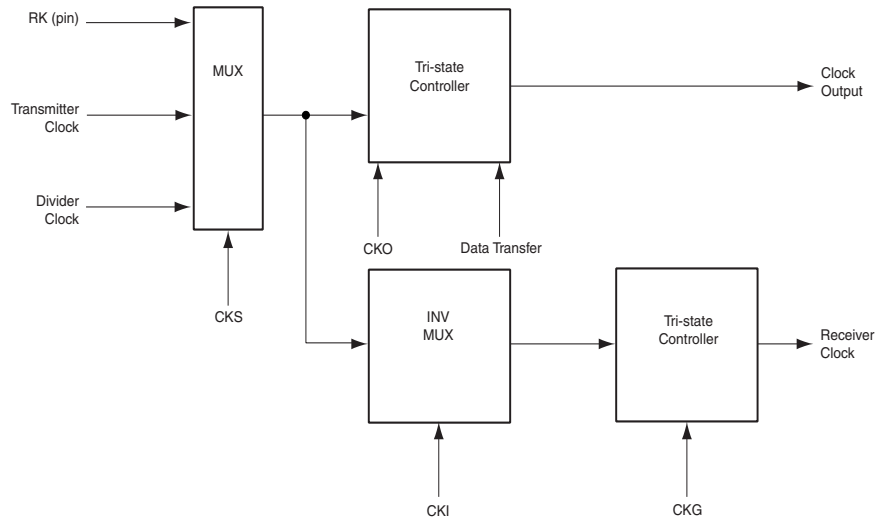 RK (pin)
MUX
Tri-state
Controller
Clock
Output
Transmitter
Clock
Divider
Clock
CKO
Data Transfer
CKS
INV
MUX
Tri-state
Controller
Receiver
Clock
CKI
CKG